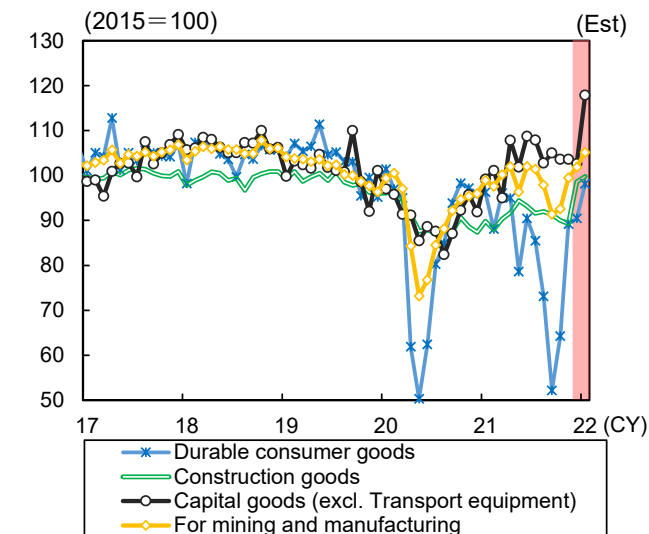 (2015＝100)
(Est)
130
120
110
100
90
80
70
60
50
17 18 19 20 21 22 (CY)
Durable consumer goods
Construction goods
Capital goods (excl. Transport equipment)
For mining and manufacturing